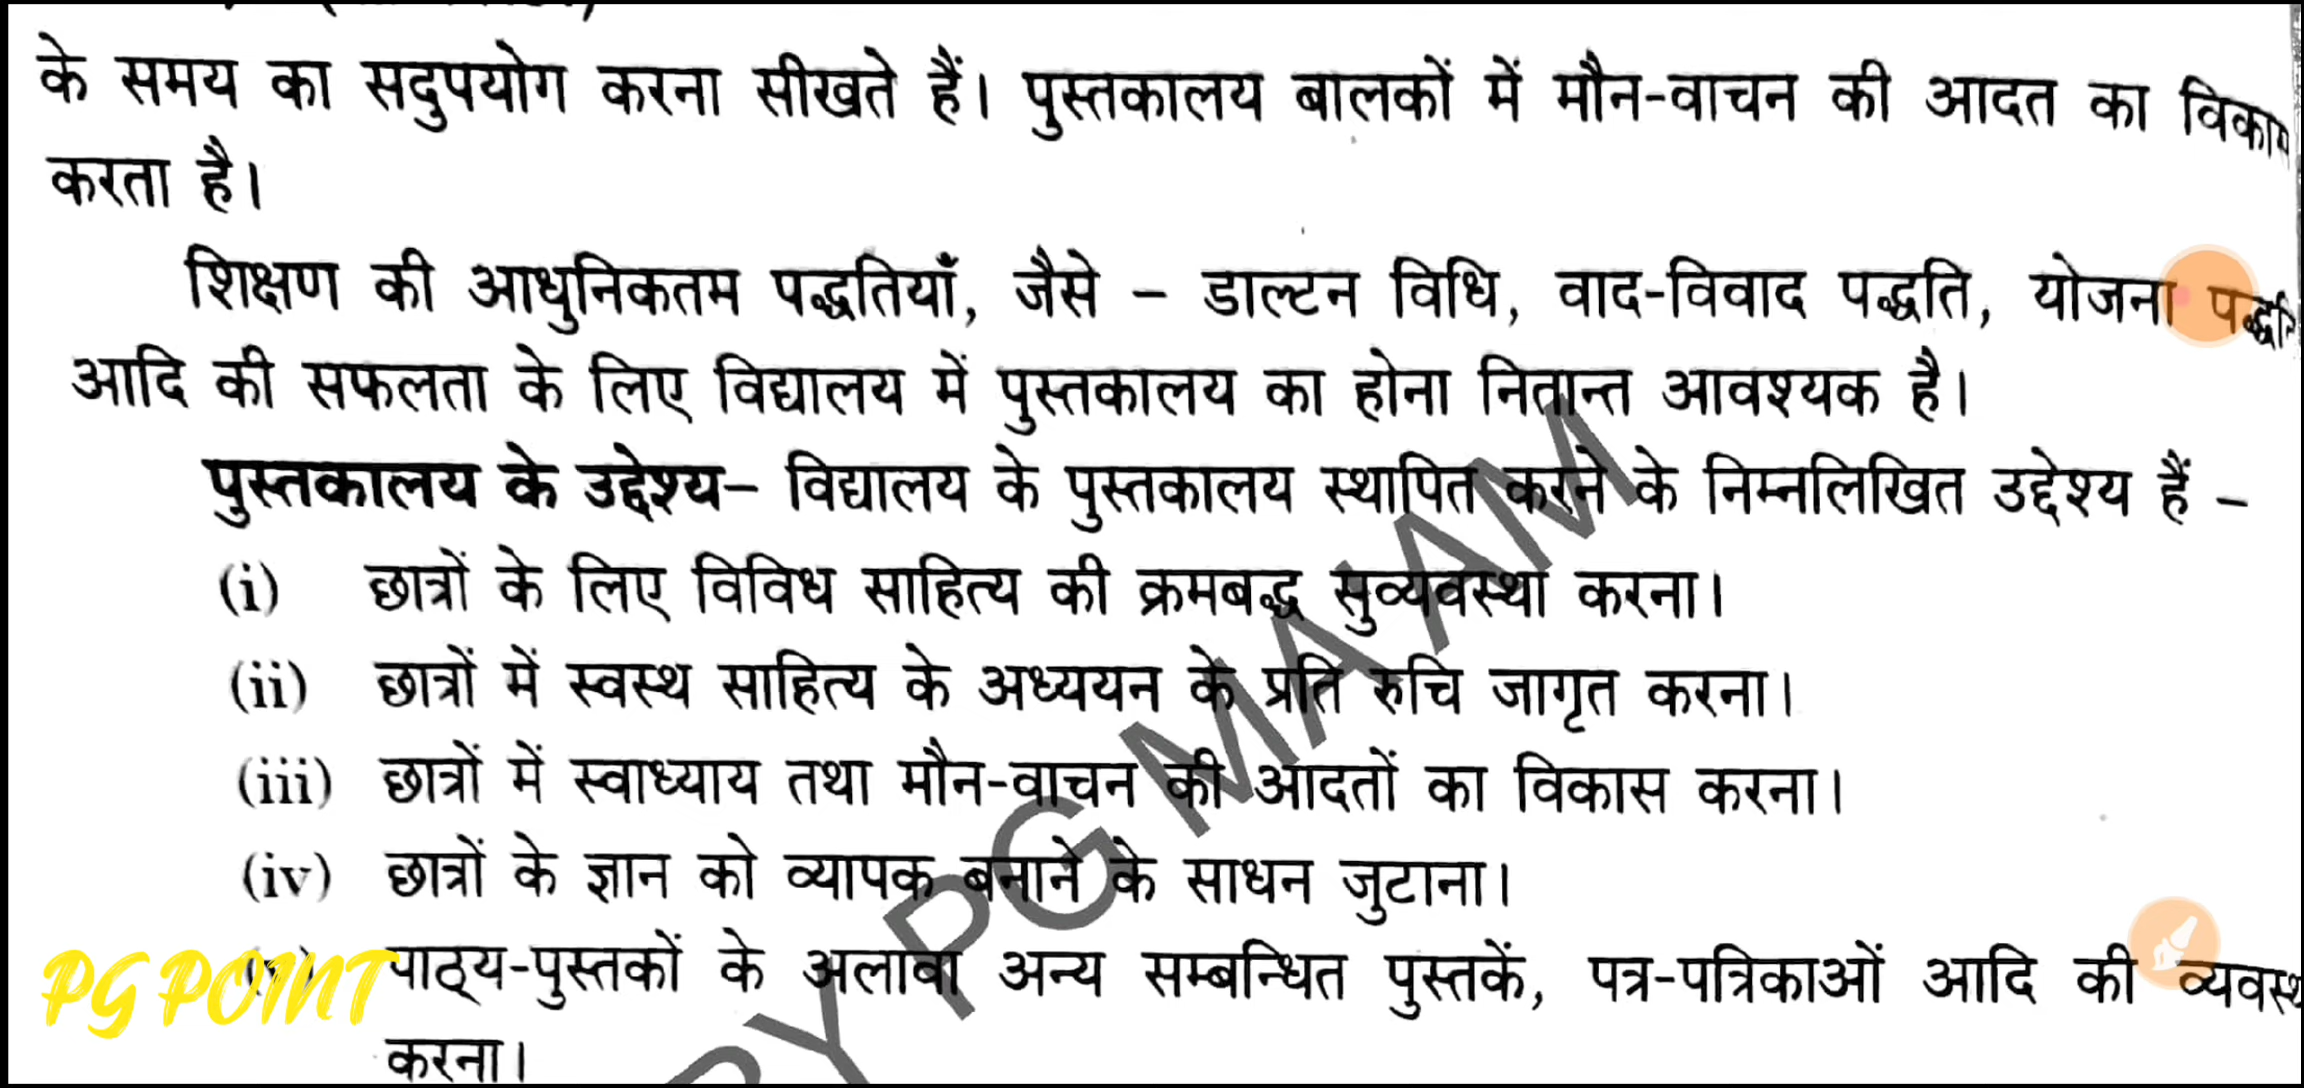 के समय का सदुपयोग करना सीखते हैं। पुस्तकालय बालकों में मौन-वाचन की आदत का
करता है।
शिक्षण की आधुनिकतम पद्धतियाँ, जैसे – डाल्टन विधि, वाद-विवाद पद्धति, योजना
आदि की सफलता के लिए विद्यालय में पुस्तकालय का होना नितान्त आवश्यक है।
पुस्तकालय के उद्देश्य– विद्यालय के पुस्तकालय स्थापित करने के निम्नलिखित उद्देश्य हैं –
(i) छात्रों के लिए विविध साहित्य की क्रमबद्ध सुव्यवस्था करना।
(ii) छात्रों में स्वस्थ साहित्य के अध्ययन के प्रति रुचि जागृत करना।
(iii) छात्रों में स्वाध्याय तथा मौन-वाचन की आदतों का विकास करना।
(iv) छात्रों के ज्ञान को व्यापक बनाने के साधन जुटाना।
पाठ्य-पुस्तकों के अलावा अन्य सम्बन्धित पुस्तकें, पत्र-पत्रिकाओं आदि की
करना।
PG POINT
PG MAAM